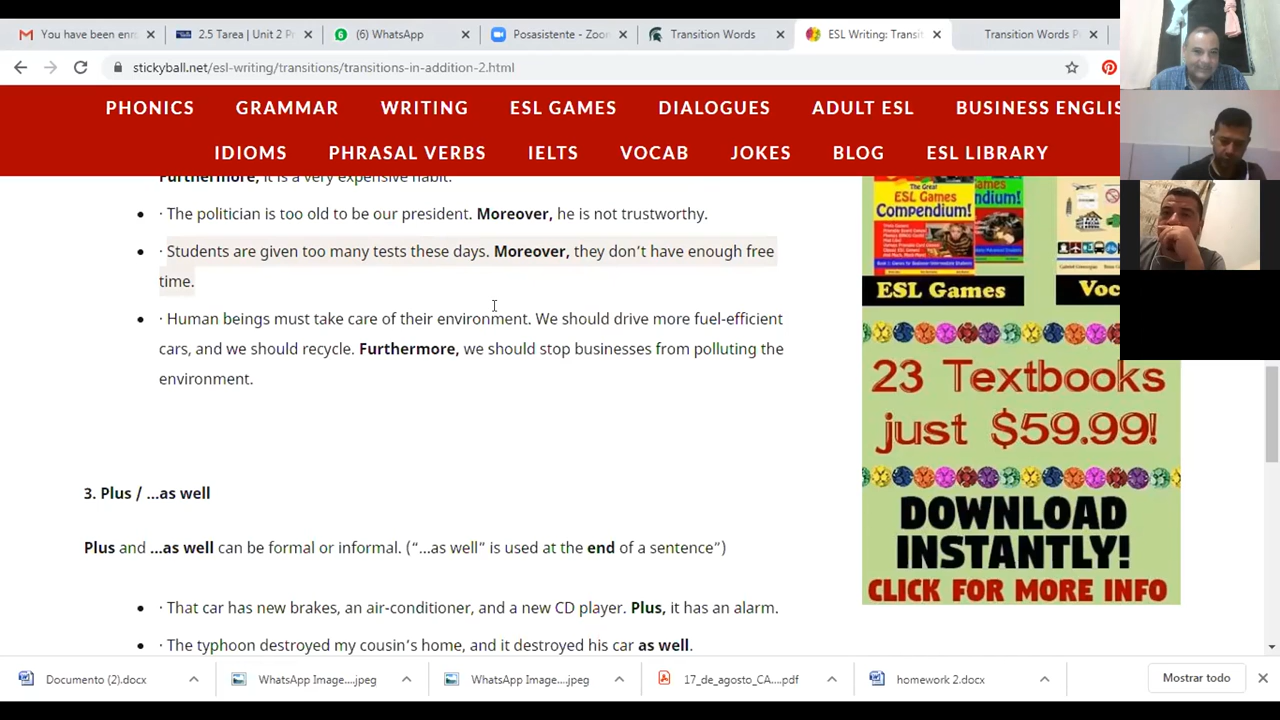 You have been enr
2.5 Tarea | Unit 2 P
(6) WhatsApp
Posasistente - Zoo
Transition Words
ESL Writing: Transit
Transition Words P
stickyball.net/esl-writing/transitions/transitions-in-addition-2.html
PHONICS GRAMMAR WRITING ESL GAMES DIALOGUES ADULT ESL BUSINESS ENGLIS
IDIOMS PHRASAL VERBS IELTS VOCAB JOKES BLOG ESL LIBRARY
Furthermore, it is a very expensive habit.
· The politician is too old to be our president. Moreover, he is not trustworthy.
· Students are given too many tests these days. Moreover, they don’t have enough free
time.
· Human beings must take care of their environment. We should drive more fuel-efficient
cars, and we should recycle. Furthermore, we should stop businesses from polluting the
environment.
3. Plus / …as well
Plus and …as well can be formal or informal. (“…as well” is used at the end of a sentence”)
· That car has new brakes, an air-conditioner, and a new CD player. Plus, it has an alarm.
· The typhoon destroyed my cousin’s home, and it destroyed his car as well.
The Great
ESL Games
Compendium!
ESL Games
Voc
23 Textbooks
just $59.99!
DOWNLOAD
INSTANTLY!
CLICK FOR MORE INFO
Documento (2).docx
WhatsApp Image....jpeg
WhatsApp Image....jpeg
17_de_agosto_CA....pdf
homework 2.docx
Mostrar todo